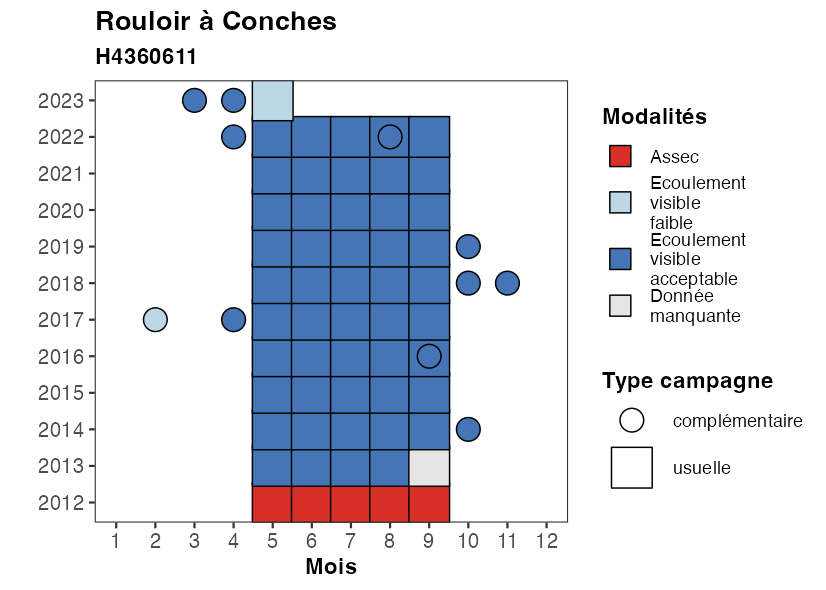 Rouloir à Conches
H4360611
2023
2022
2021
2020
2019
2018
2017
2016
2015
2014
2013
2012
1 2 3 4 5 6 7 8 9 10 11 12
Mois
Modalités
Assec
Ecoulement
visible
faible
Ecoulement
visible
acceptable
Donnée
manquante
Type campagne
complémentaire
usuelle